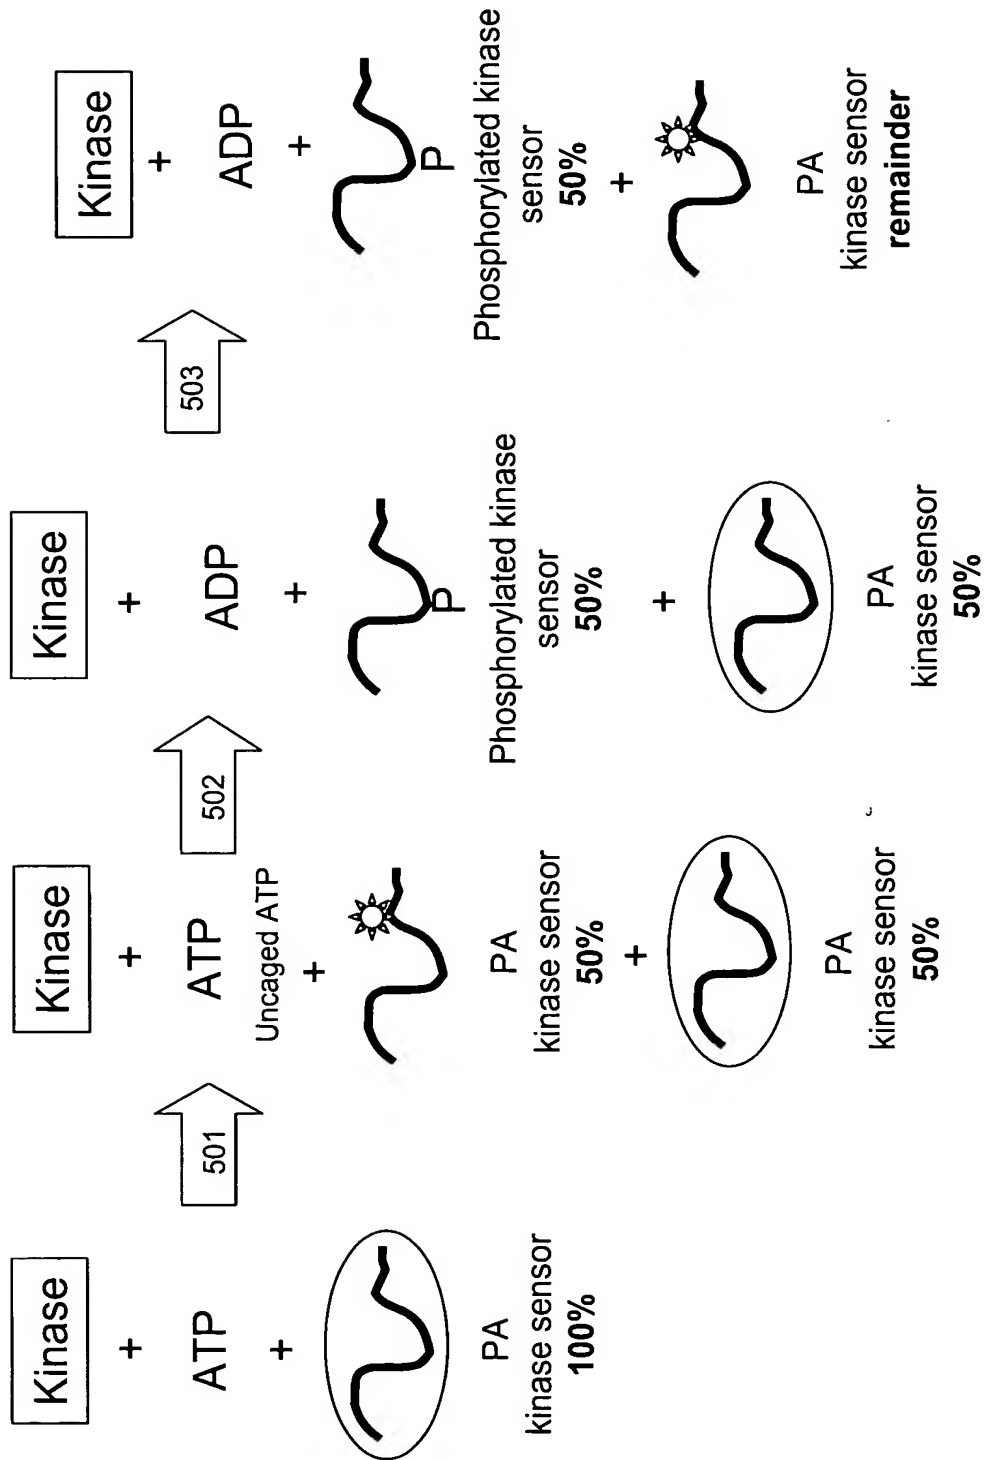 Kinase
+
ATP
+
PA
kinase sensor
100%
501
Kinase
+
ATP
Uncaged ATP
+
PA
kinase sensor
50%
+
PA
kinase sensor
50%
502
Kinase
+
ADP
+
P
Phosphorylated kinase
sensor
50%
+
PA
kinase sensor
50%
503
Kinase
+
ADP
+
P
Phosphorylated kinase
sensor
50%
+
PA
kinase sensor
remainder